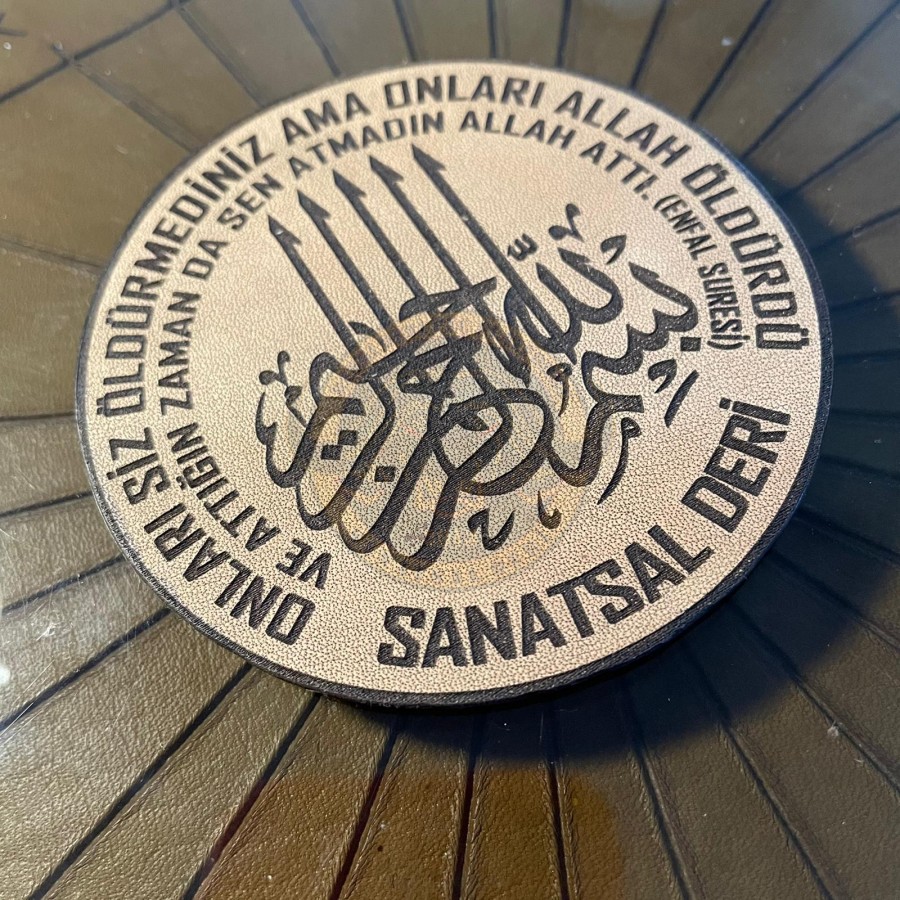 ONLARI SİZ ÖLDÜRMEDİNİZ AMA ONLARI ALLAH ÖLDÜRDÜ
VE ATTIĞIN ZAMAN DA SEN ATMADIN ALLAH ATTI. (ENFAL SURESİ)
بسم الله الرحمن الرحيم
SANATSAL DERİ